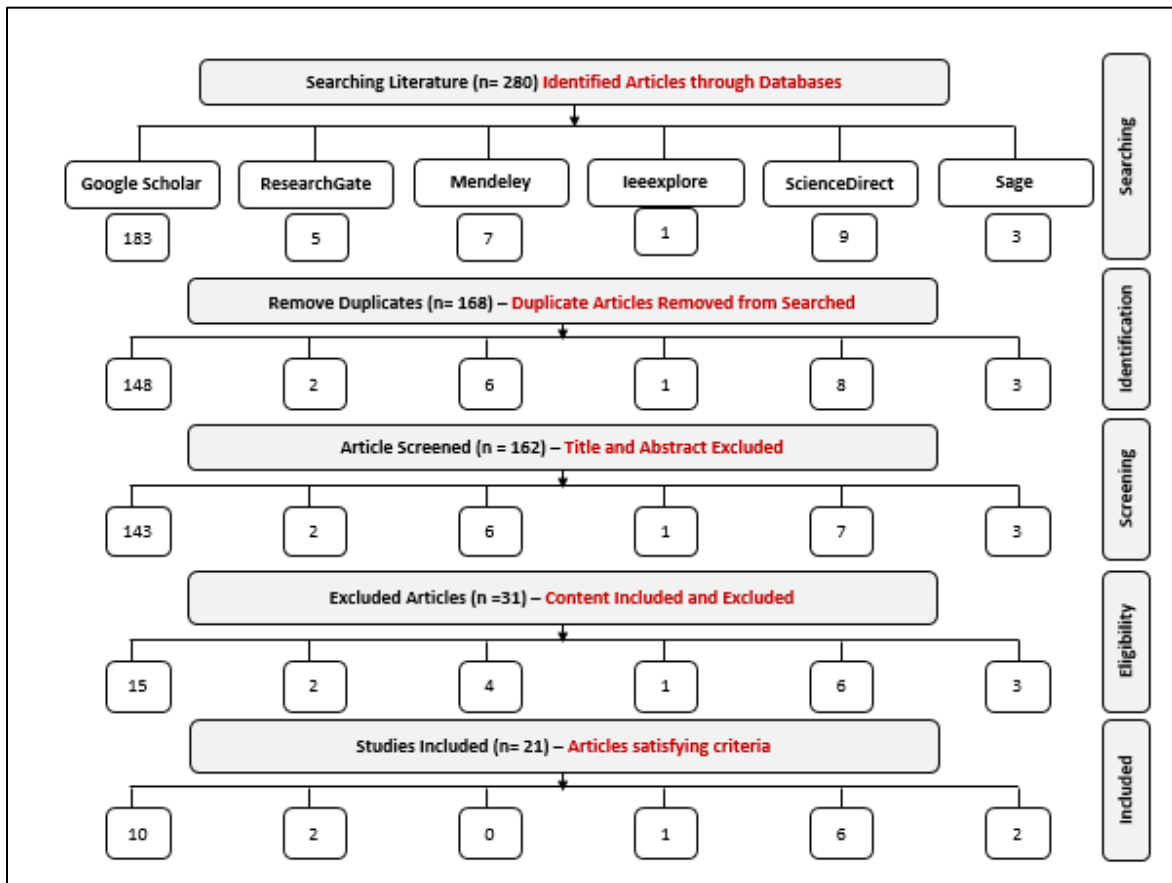 Searching Literature (n= 280) Identified Articles through Databases
Searching
Google Scholar
ResearchGate
Mendeley
Ieeexplore
ScienceDirect
Sage
183
5
7
1
9
3
Remove Duplicates (n= 168) – Duplicate Articles Removed from Searched
Identification
148
2
6
1
8
3
Article Screened (n = 162) – Title and Abstract Excluded
Screening
143
2
6
1
7
3
Excluded Articles (n =31) – Content Included and Excluded
Eligibility
15
2
4
1
6
3
Studies Included (n= 21) – Articles satisfying criteria
Included
10
2
0
1
6
2